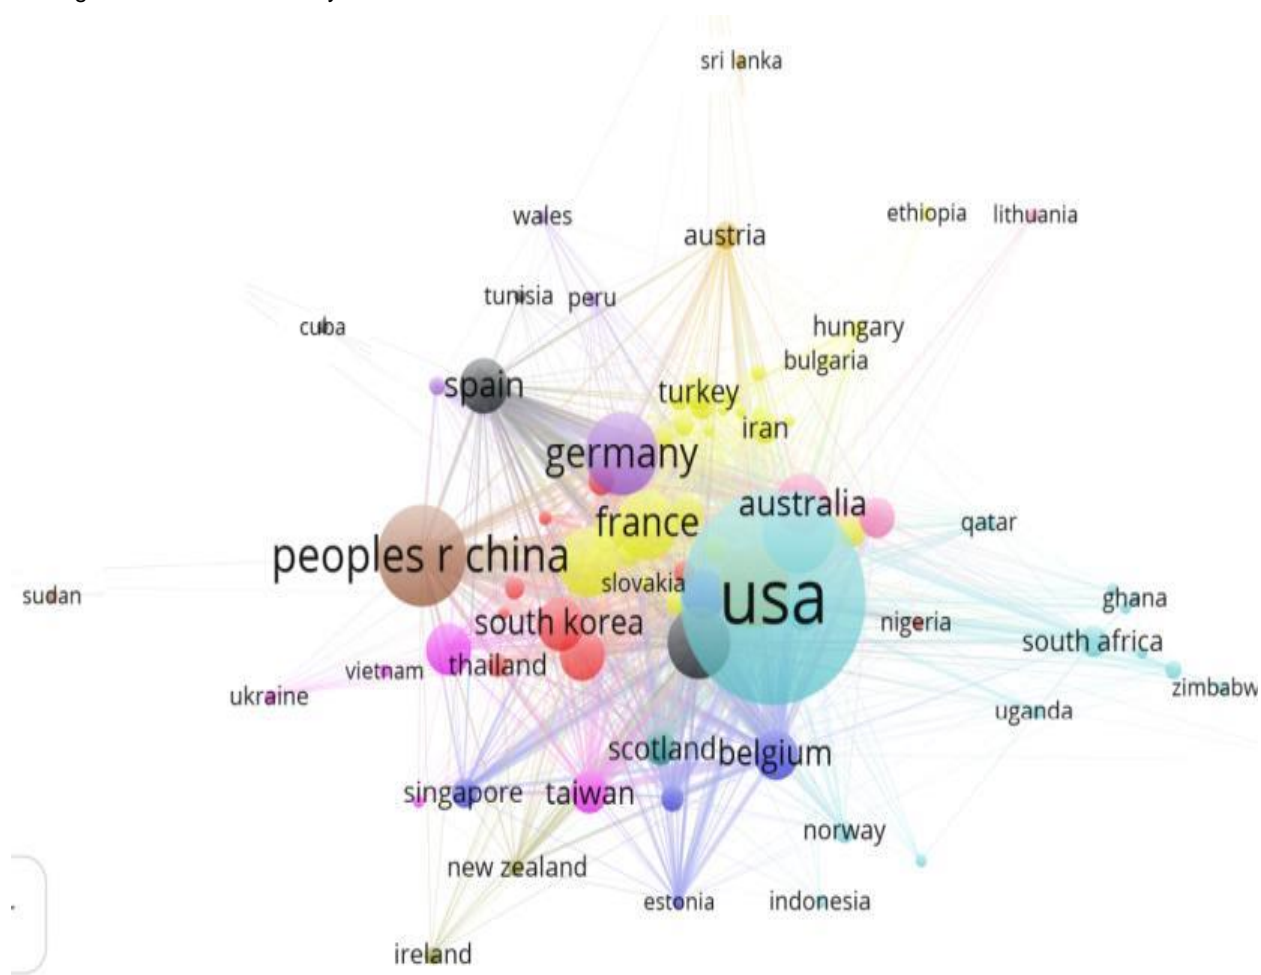 sri lanka
wales
ethiopia
lithuania
austria
tunisia
peru
cuba
hungary
bulgaria
spain
turkey
iran
germany
australia
france
qatar
peoples r china
slovakia
sudan
usa
ghana
south korea
nigeria
south africa
thailand
vietnam
zimbabw
ukraine
uganda
scotland
belgium
singapore
taiwan
norway
new zealand
estonia
indonesia
ireland